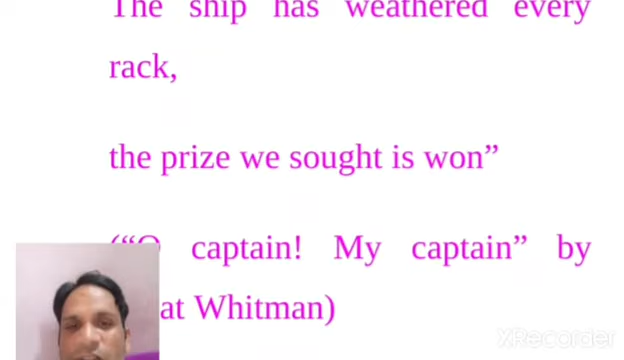 The ship has weathered every
rack,
the prize we sought is won”
(“O captain! My captain” by
at Whitman)
XRecorder